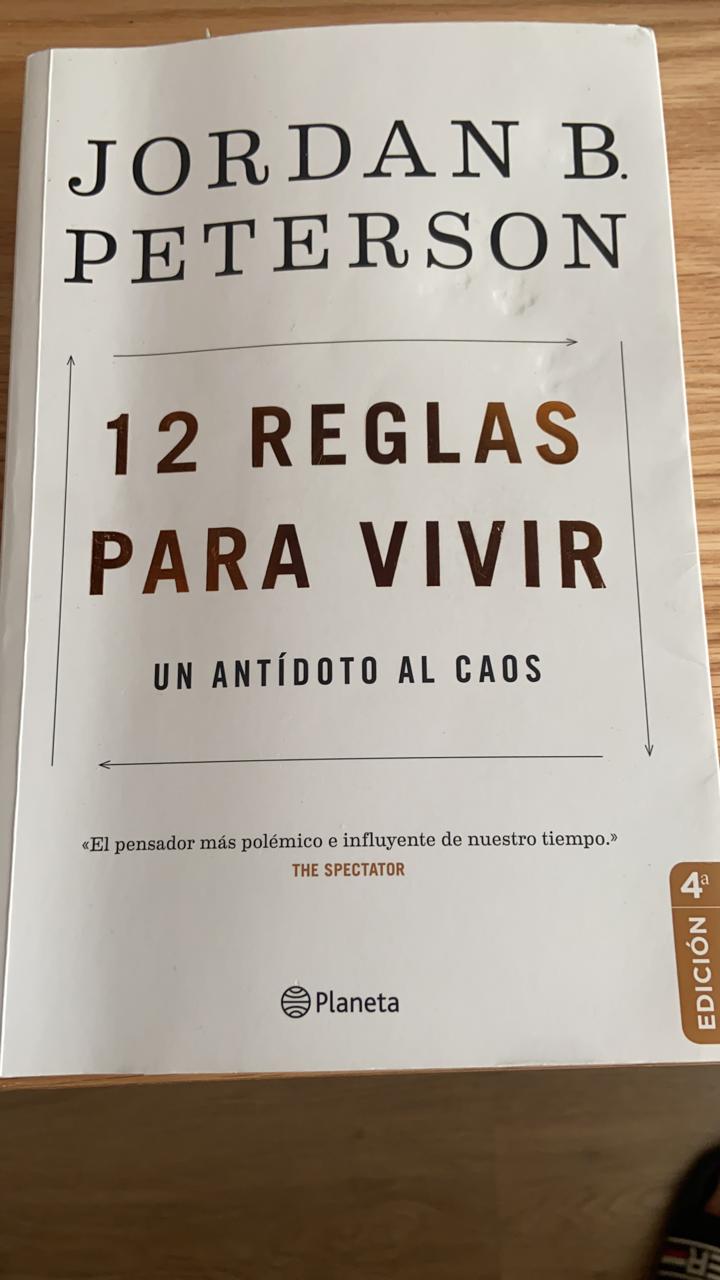 JORDAN B.
PETERSON
12 REGLAS
PARA VIVIR
UN ANTÍDOTO AL CAOS
«El pensador más polémico e influyente de nuestro tiempo.»
THE SPECTATOR
4ª
EDICIÓN
Planeta